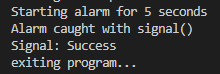 Starting alarm for 5 seconds
Alarm caught with signal()
Signal: Success
exiting program...